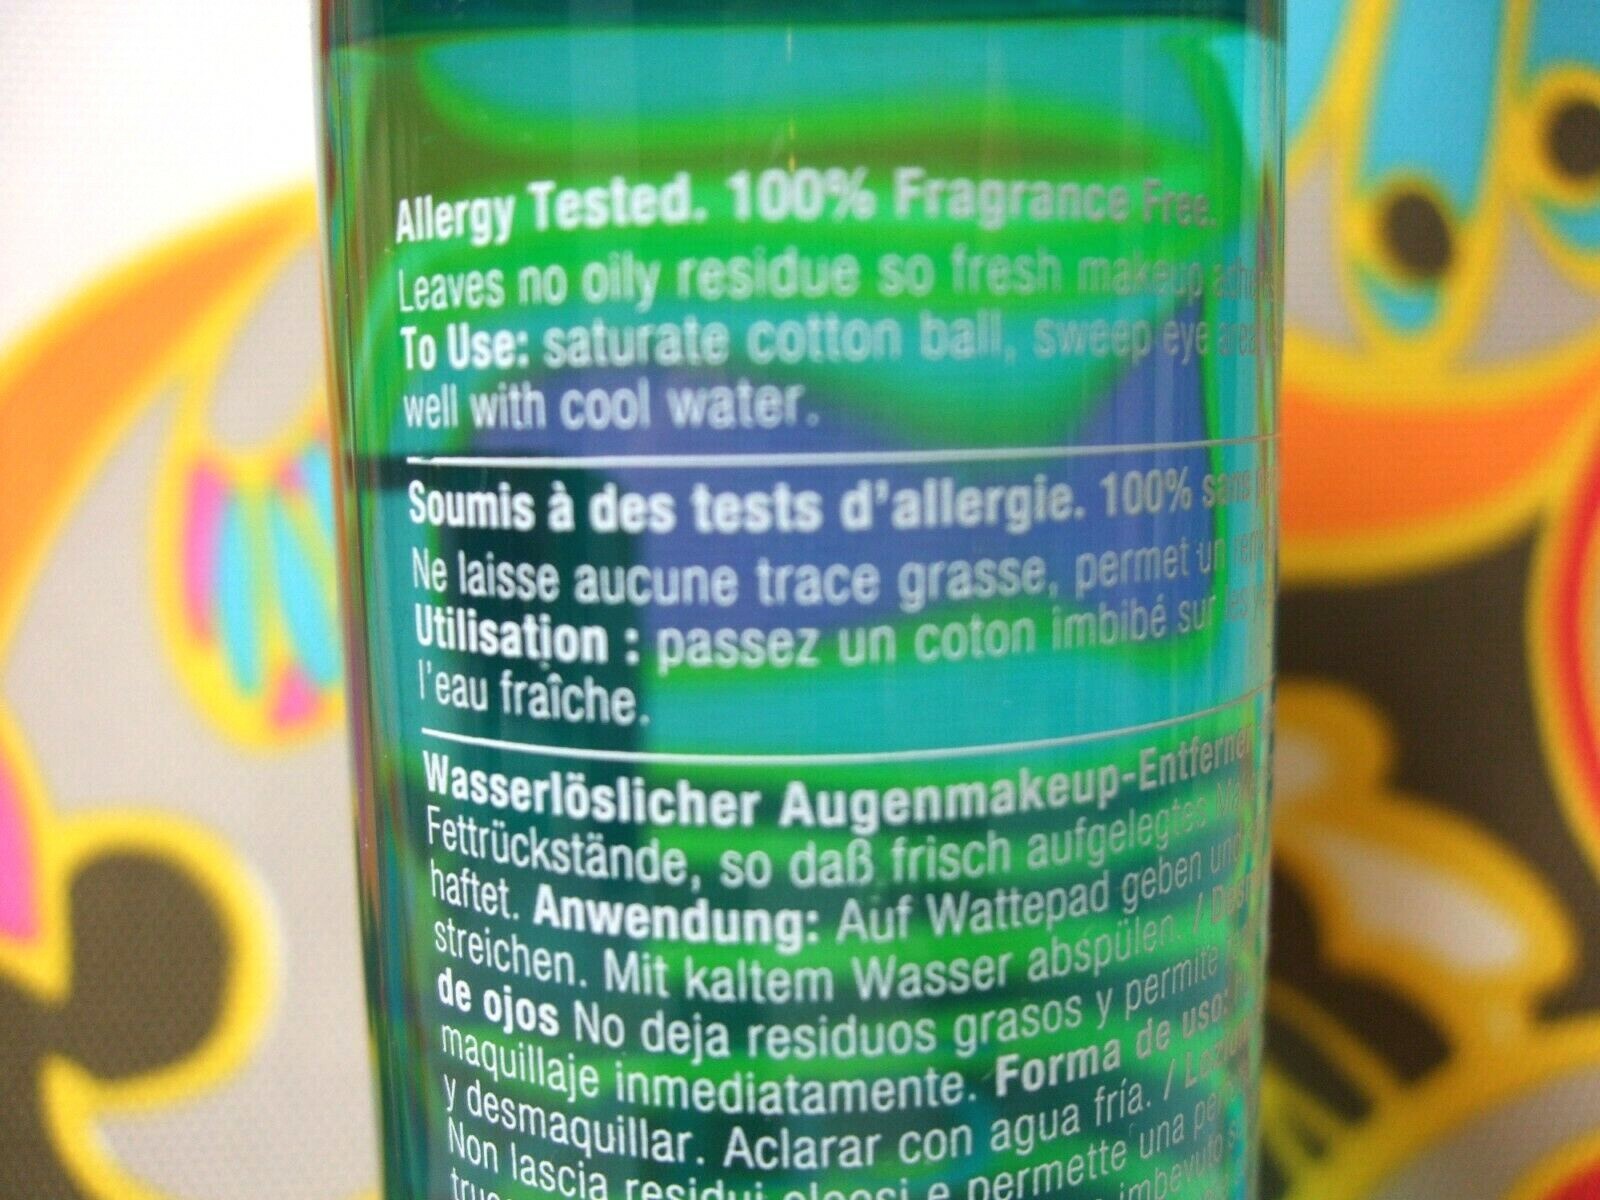 Allergy Tested. 100% Fragrance Free.
Leaves no oily residue so fresh makeup
To Use: saturate cotton ball, sweep eye area
well with cool water.
Soumis à des tests d'allergie. 100% sans
Ne laisse aucune trace grasse, permet un
Utilisation : passez un coton imbibé sur
l'eau fraîche.
Wasserlöslicher Augenmakeup-Entferner
Fettrückstände, so daß frisch aufgelegtes
haftet. Anwendung: Auf Wattepad geben und
streichen. Mit kaltem Wasser abspülen. /
de ojos No deja residuos grasos y permite
maquillaje inmediatamente. Forma de uso:
y desmaquillar. Aclarar con agua fría. /
Non lascia residui oleosi e permette una
imbevuto